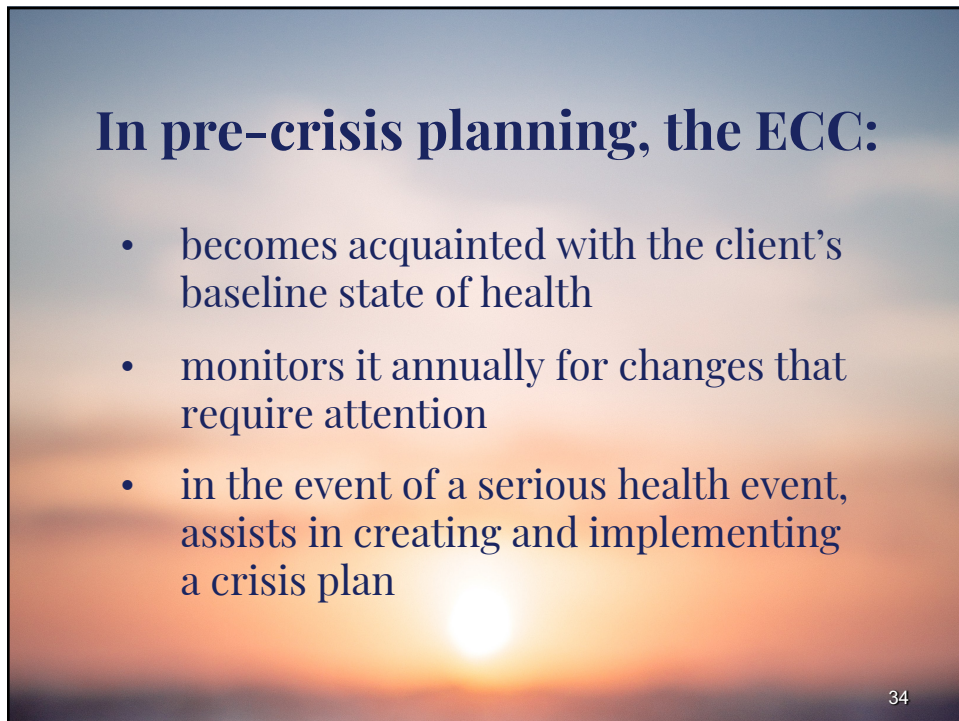 In pre-crisis planning, the ECC:
• becomes acquainted with the client’s
baseline state of health
• monitors it annually for changes that
require attention
• in the event of a serious health event,
assists in creating and implementing
a crisis plan
34